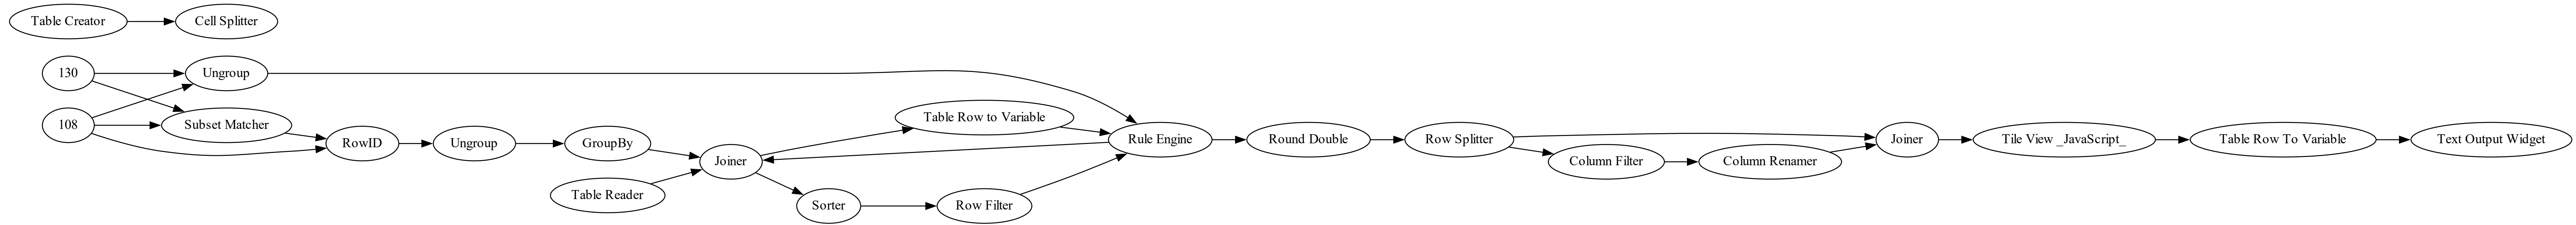 Table Creator
Cell Splitter
130
Ungroup
108
Subset Matcher
RowID
Ungroup
GroupBy
Table Reader
Joiner
Table Row to Variable
Sorter
Row Filter
Rule Engine
Round Double
Row Splitter
Column Filter
Column Renamer
Joiner
Tile View _JavaScript_
Table Row To Variable
Text Output Widget